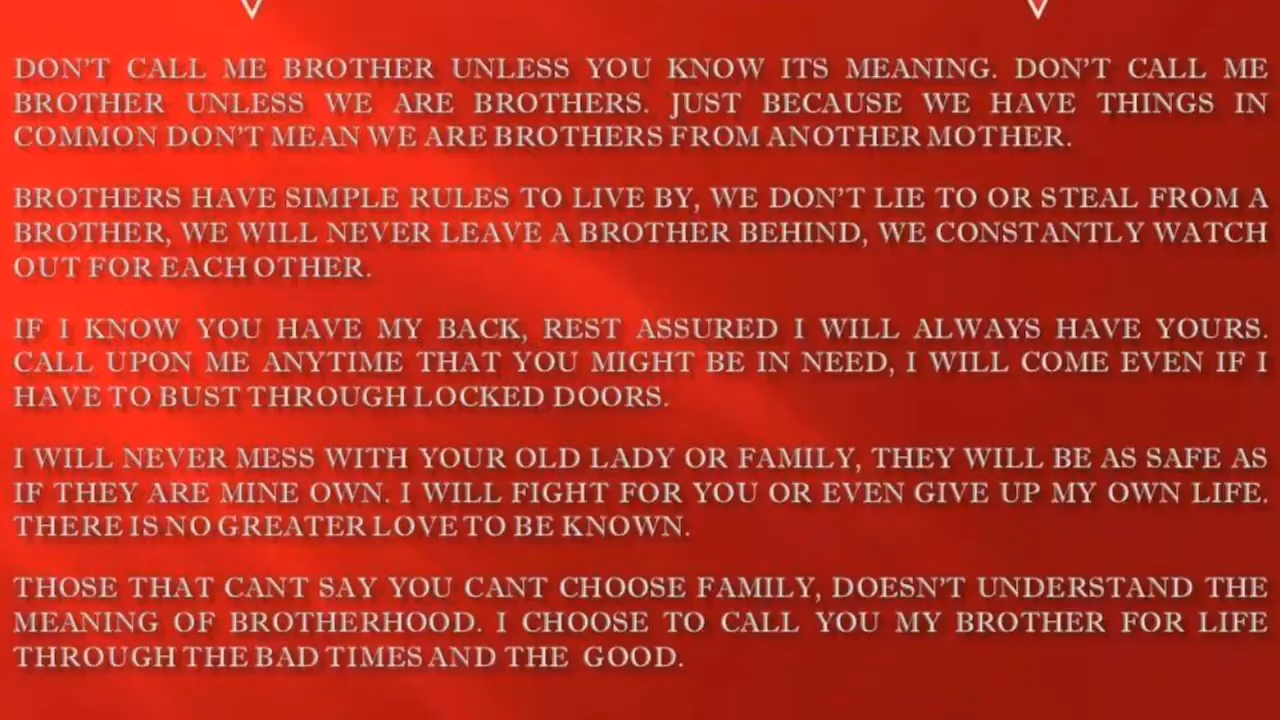 DON'T CALL ME BROTHER UNLESS YOU KNOW ITS MEANING. DON'T CALL ME
BROTHER UNLESS WE ARE BROTHERS. JUST BECAUSE WE HAVE THINGS IN
COMMON DON'T MEAN WE ARE BROTHERS FROM ANOTHER MOTHER.
BROTHERS HAVE SIMPLE RULES TO LIVE BY, WE DON'T LIE TO OR STEAL FROM A
BROTHER, WE WILL NEVER LEAVE A BROTHER BEHIND, WE CONSTANTLY WATCH
OUT FOR EACH OTHER.
IF I KNOW YOU HAVE MY BACK, REST ASSURED I WILL ALWAYS HAVE YOURS.
CALL UPON ME ANYTIME THAT YOU MIGHT BE IN NEED, I WILL COME EVEN IF I
HAVE TO BUST THROUGH LOCKED DOORS.
I WILL NEVER MESS WITH YOUR OLD LADY OR FAMILY, THEY WILL BE AS SAFE AS
IF THEY ARE MINE OWN. I WILL FIGHT FOR YOU OR EVEN GIVE UP MY OWN LIFE.
THERE IS NO GREATER LOVE TO BE KNOWN.
THOSE THAT CANT SAY YOU CANT CHOOSE FAMILY, DOESN'T UNDERSTAND THE
MEANING OF BROTHERHOOD. I CHOOSE TO CALL YOU MY BROTHER FOR LIFE
THROUGH THE BAD TIMES AND THE GOOD.